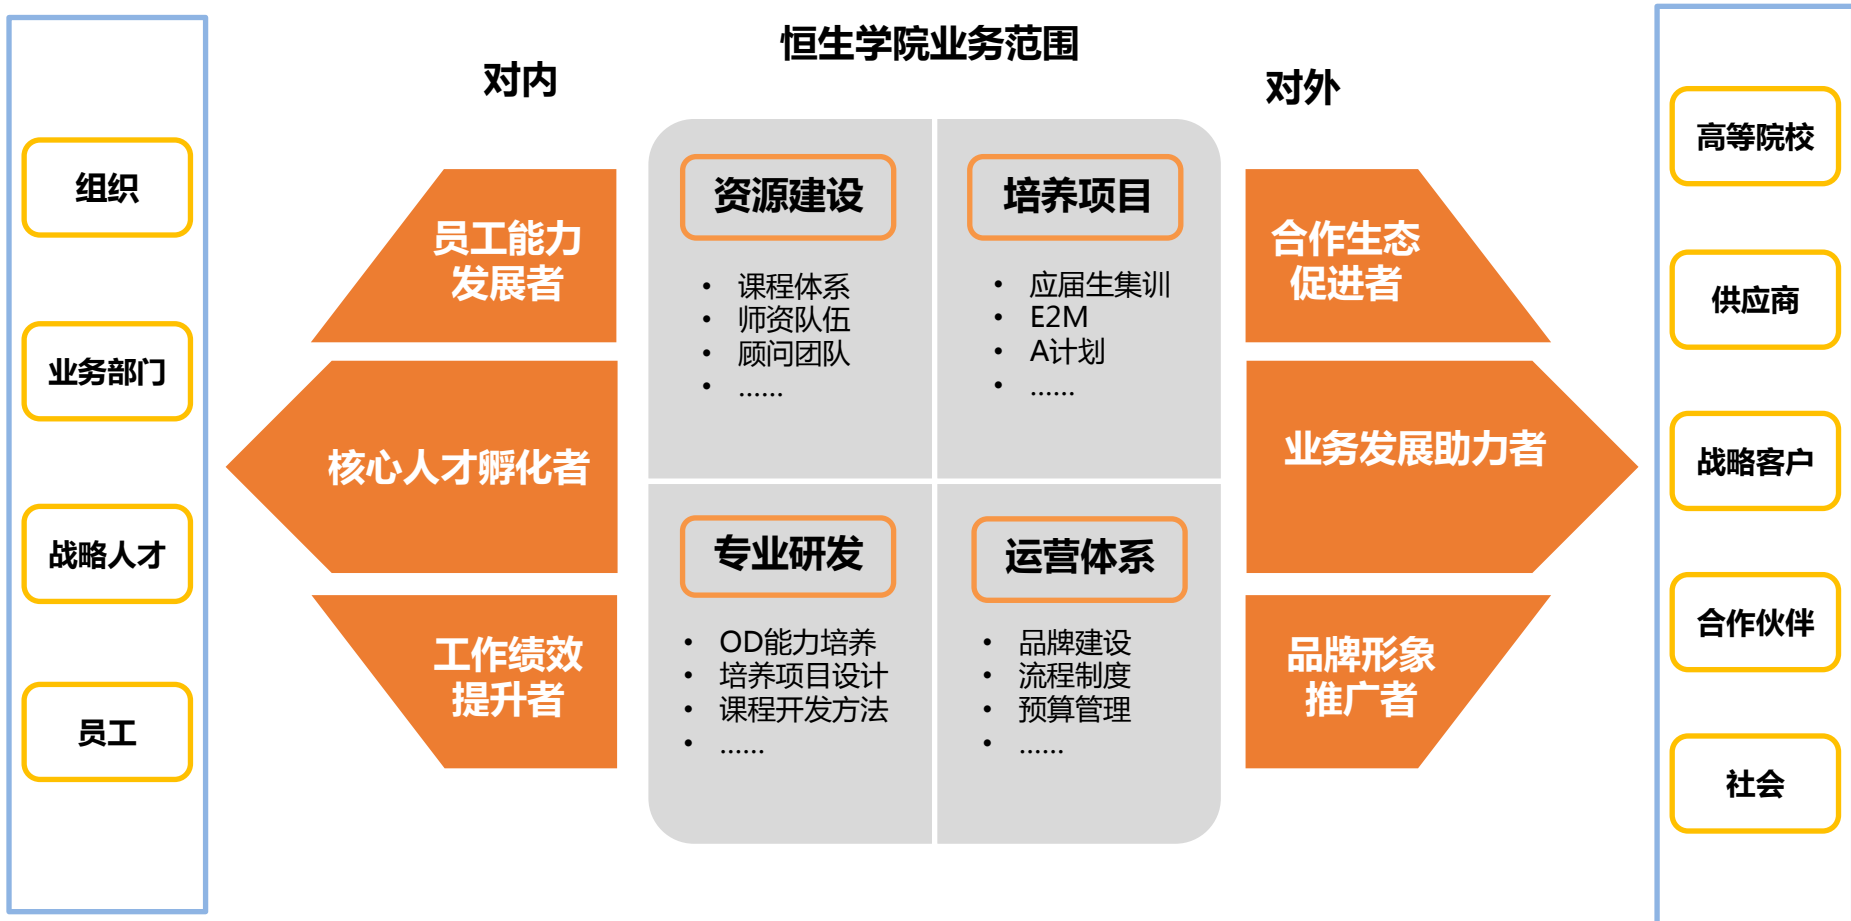 恒生学院业务范围
对内
对外
组织
业务部门
战略人才
员工
员工能力
发展者
核心人才孵化者
工作绩效
提升者
资源建设
• 课程体系
• 师资队伍
• 顾问团队
• ......
培养项目
• 应届生集训
• E2M
• A计划
• ......
专业研发
• OD能力培养
• 培养项目设计
• 课程开发方法
• ......
运营体系
• 品牌建设
• 流程制度
• 预算管理
• ......
合作生态
促进者
业务发展助力者
品牌形象
推广者
高等院校
供应商
战略客户
合作伙伴
社会